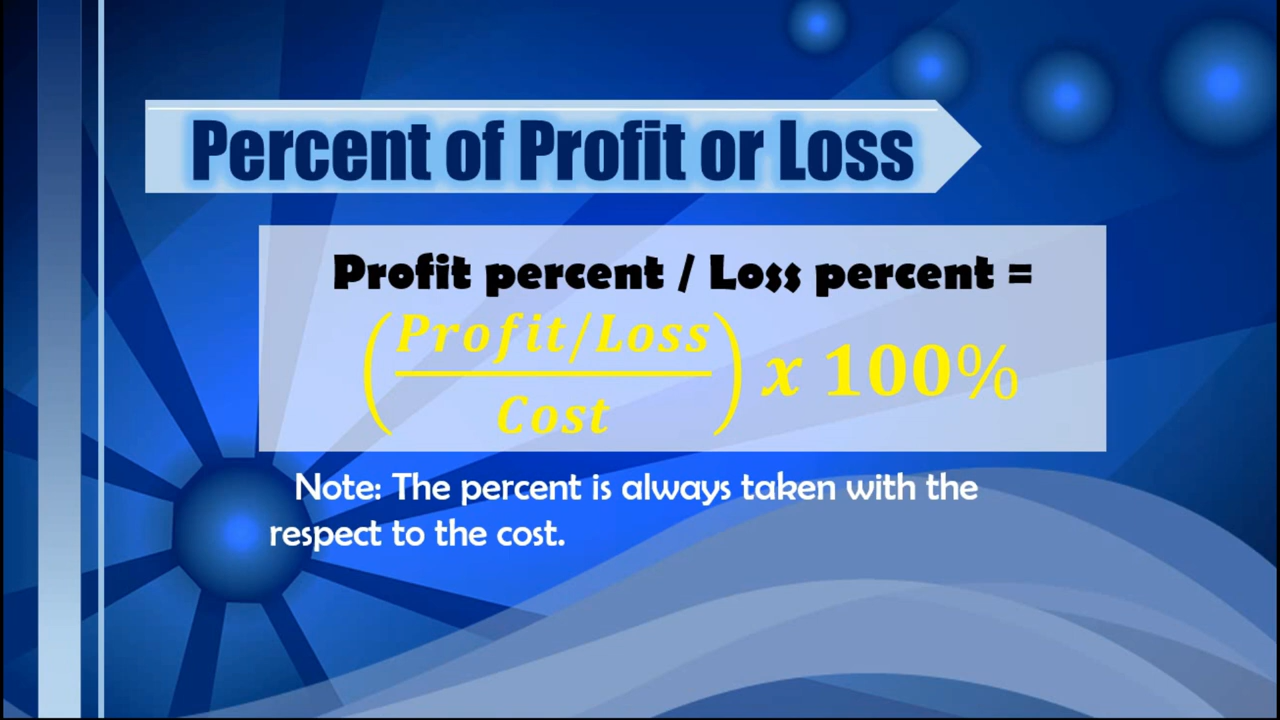 Percent of Profit or Loss
Profit percent / Loss percent =
(Profit/Loss
Cost) x 100%
Note: The percent is always taken with the
respect to the cost.